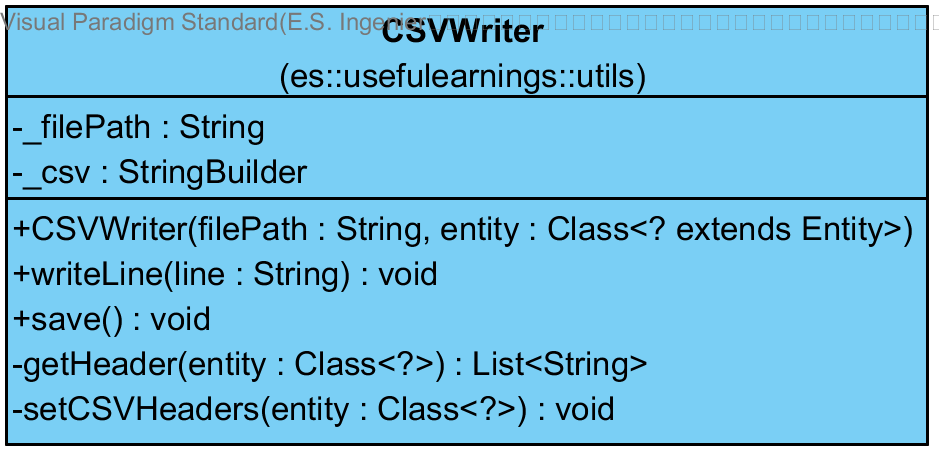 Visual Paradigm Standard(E.S. Ingenier
CSVWriter
(es::usefulearnings::utils)
-_filePath : String
-_csv : StringBuilder
+CSVWriter(filePath : String, entity : Class<? extends Entity>)
+writeLine(line : String) : void
+save() : void
-getHeader(entity : Class<?>) : List<String>
-setCSVHeaders(entity : Class<?>) : void